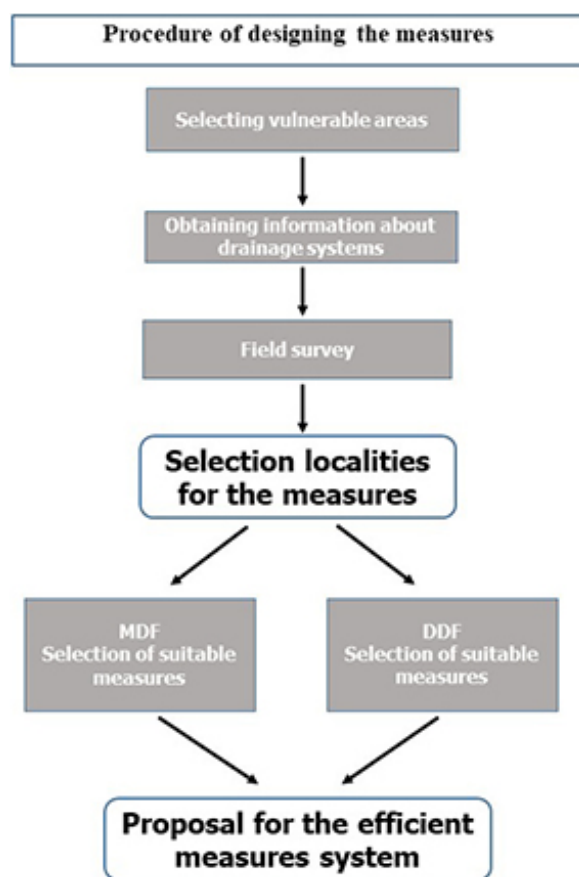 Procedure of designing the measures
Selecting vulnerable areas
Obtaining information about
drainage systems
Field survey
Selection localities
for the measures
MDF
Selection of suitable
measures
DDF
Selection of suitable
measures
Proposal for the efficient
measures system